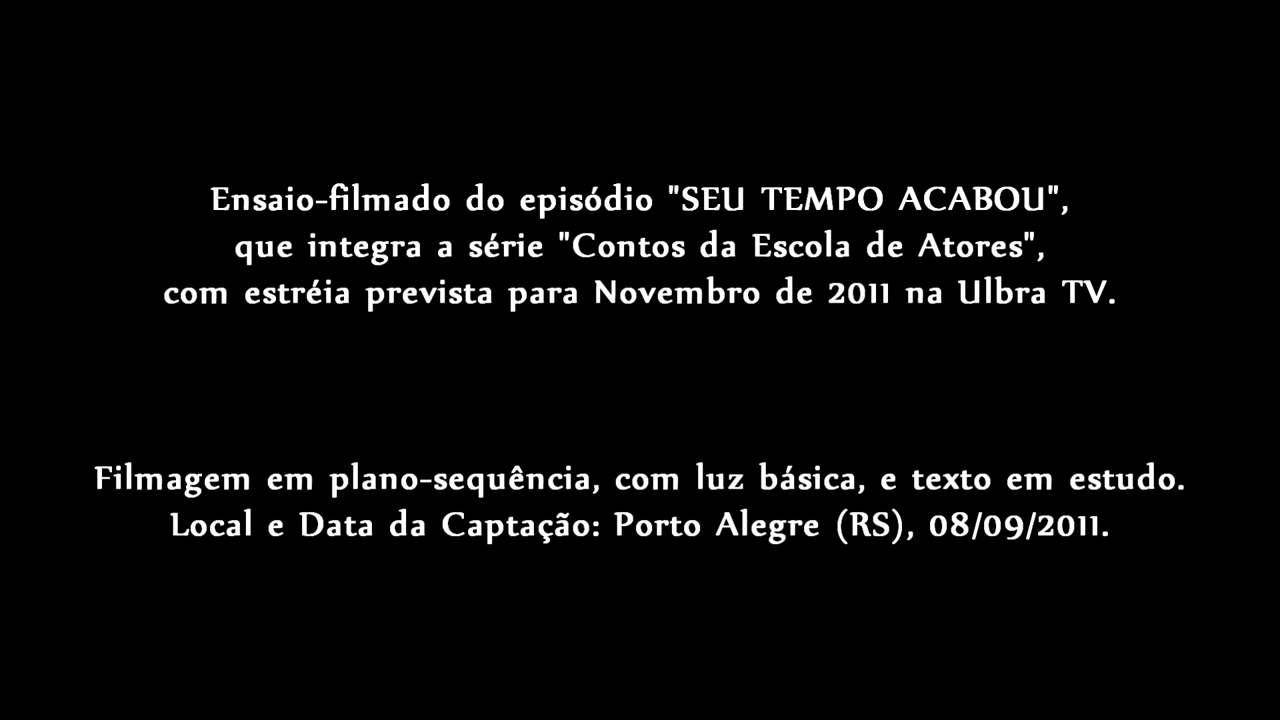 Ensaio-filmado do episódio "SEU TEMPO ACABOU",
que integra a série "Contos da Escola de Atores",
com estréia prevista para Novembro de 2011 na Ulbra TV.
Filmagem em plano-sequência, com luz básica, e texto em estudo.
Local e Data da Captação: Porto Alegre (RS), 08/09/2011.